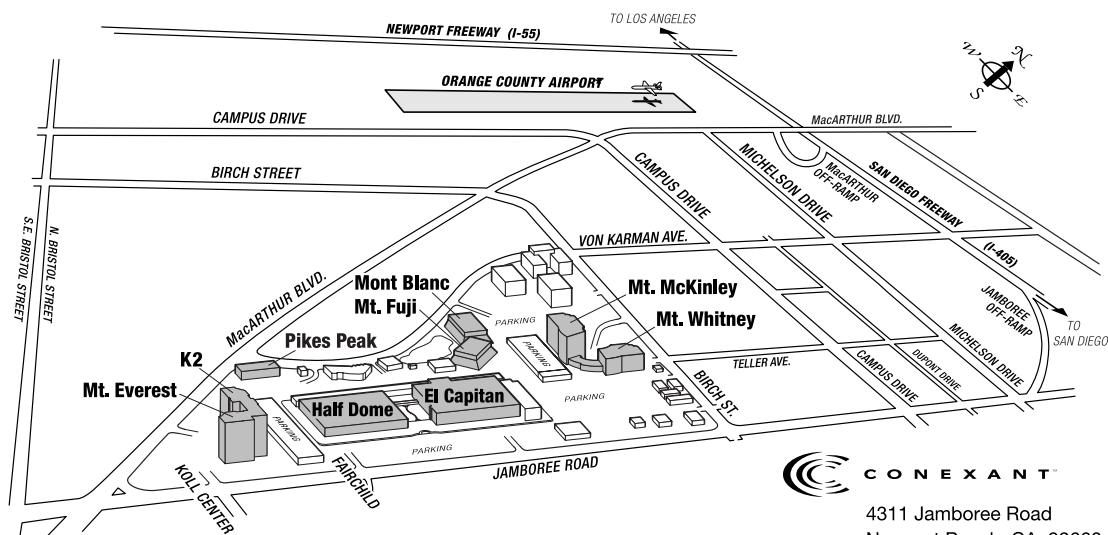 TO LOS ANGELES
NEWPORT FREEWAY (I-55)
W N
S E
ORANGE COUNTY AIRPORT
CAMPUS DRIVE
MacARTHUR BLVD.
BIRCH STREET
CAMPUS DRIVE
MICHELSON DRIVE
MacARTHUR
OFF-RAMP
SAN DIEGO FREEWAY
(I-405)
S.E. BRISTOL STREET
N. BRISTOL STREET
VON KARMAN AVE.
MacARTHUR BLVD.
Mont Blanc
Mt. Fuji
Mt. McKinley
Mt. Whitney
JAMBOREE
OFF-RAMP
TO
SAN DIEGO
PARKING
PARKING
Pikes Peak
K2
Mt. Everest
TELLER AVE.
CAMPUS DRIVE
DUPONT DRIVE
MICHELSON DRIVE
BIRCH ST.
Half Dome
El Capitan
PARKING
PARKING
PARKING
JAMBOREE ROAD
KOLL CENTER
FAIRCHILD
CONEXANT™
4311 Jamboree Road